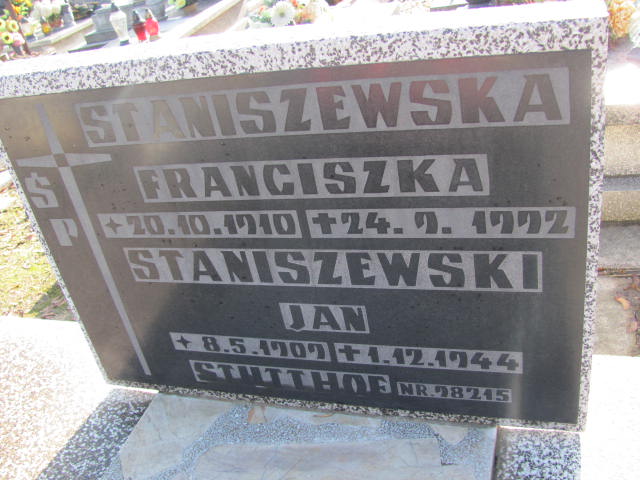 Ś P
STANISZEWSKA
FRANCISZKA
*20.10.1910 †24.9.1992
STANISZEWSKI
JAN
*8.5.1909 †1.12.1944
STUTTHOF NR.98215